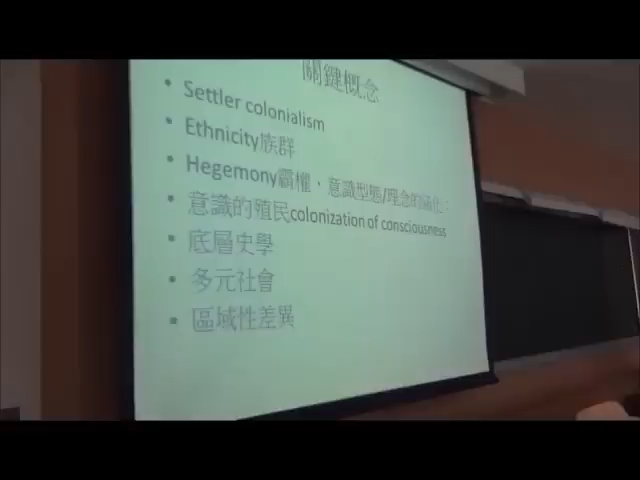 關鍵概念
• Settler colonialism
• Ethnicity族群
• Hegemony霸權,意識型態/理念的涵化:
• 意識的殖民colonization of consciousness
• 底層史學
• 多元社會
• 區域性差異